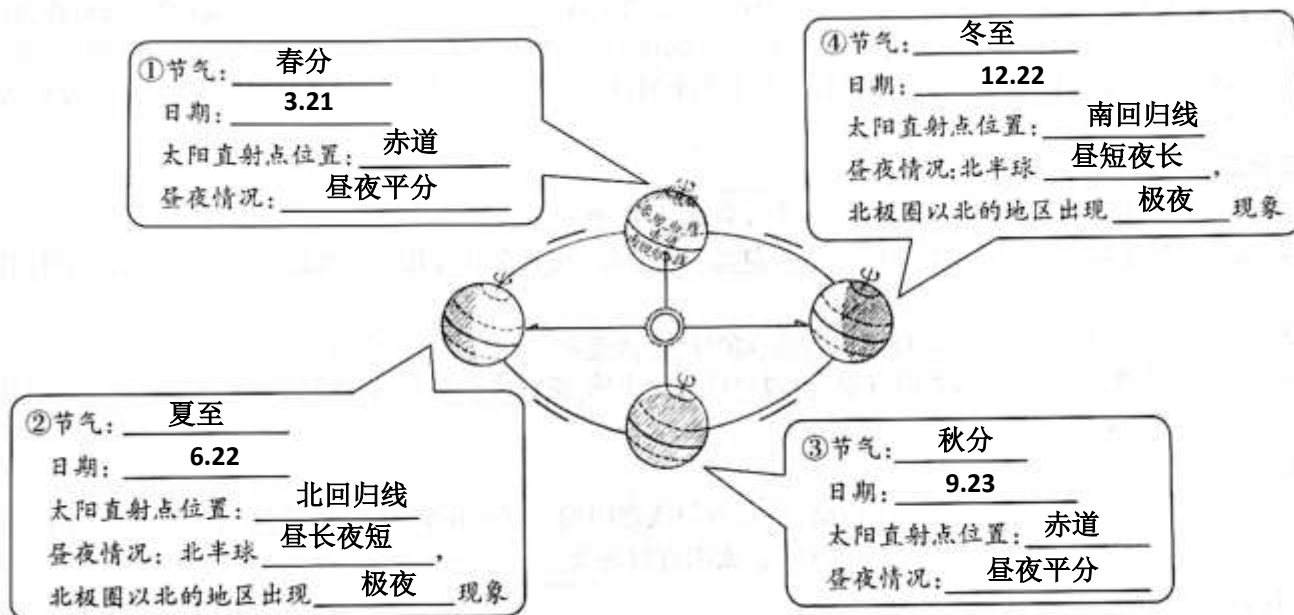 ①节气：春分
日期：3.21
太阳直射点位置：赤道
昼夜情况：昼夜平分
④节气：冬至
日期：12.22
太阳直射点位置：南回归线
昼夜情况：北半球昼短夜长，
北极圈以北的地区出现极夜现象
②节气：夏至
日期：6.22
太阳直射点位置：北回归线
昼夜情况：北半球昼长夜短，
北极圈以北的地区出现极夜现象
③节气：秋分
日期：9.23
太阳直射点位置：赤道
昼夜情况：昼夜平分